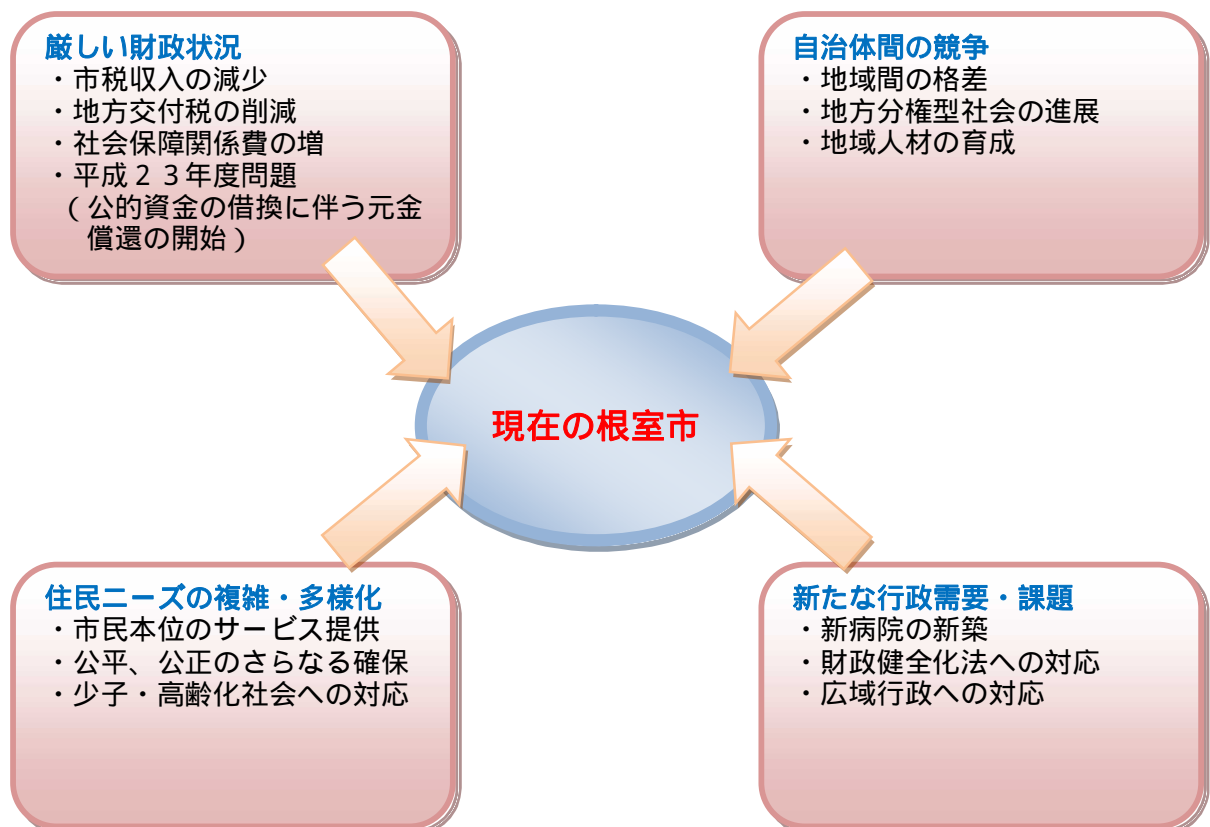 厳しい財政状況
・市税収入の減少
・地方交付税の削減
・社会保障関係費の増
・平成２３年度問題
（公的資金の借換に伴う元金
償還の開始）
自治体間の競争
・地域間の格差
・地方分権型社会の進展
・地域人材の育成
現在の根室市
住民ニーズの複雑・多様化
・市民本位のサービス提供
・公平、公正のさらなる確保
・少子・高齢化社会への対応
新たな行政需要・課題
・新病院の新築
・財政健全化法への対応
・広域行政への対応